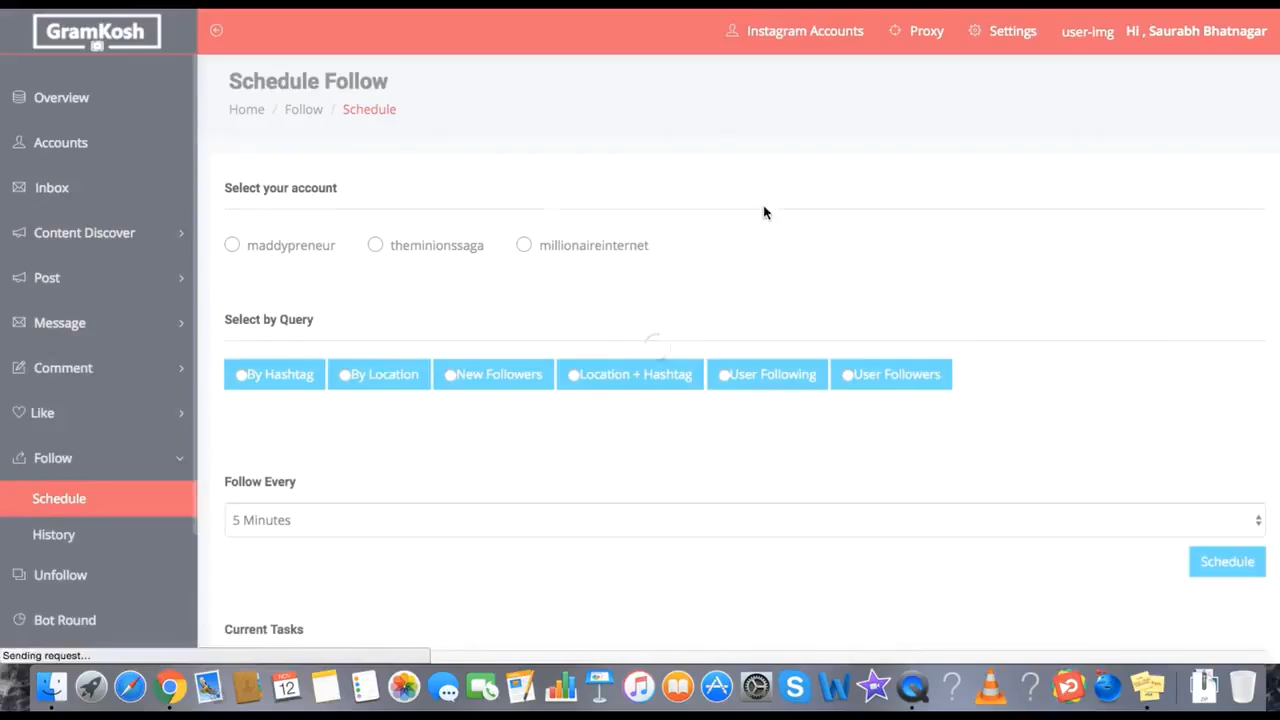 GramKosh
Instagram Accounts
Proxy
Settings
user-img
Hi , Saurabh Bhatnagar
Overview
Accounts
Inbox
Content Discover
Post
Message
Comment
Like
Follow
Schedule
History
Unfollow
Bot Round
Schedule Follow
Home / Follow / Schedule
Select your account
maddypreneur
theminionssaga
millionaireinternet
Select by Query
By Hashtag
By Location
New Followers
Location + Hashtag
User Following
User Followers
Follow Every
5 Minutes
Schedule
Current Tasks
Sending request...
NOV
12